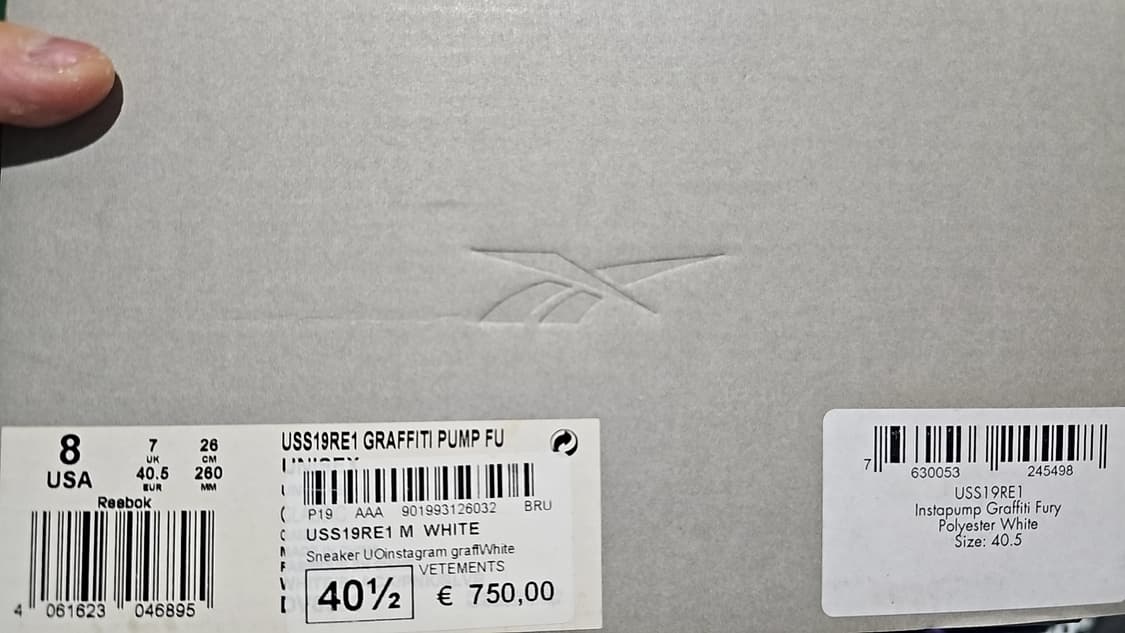 8
USA
7
UK
40.5
EUR
26
CM
260
MM
Reebok
4 061623 046895
USS19RE1 GRAFFITI PUMP FU
UNISEX
P19 AAA 901993126032 BRU
USS19RE1 M WHITE
Sneaker UOinstagram graffWhite
VETEMENTS
40½ € 750,00
7 630053 245498
USS19RE1
Instapump Graffiti Fury
Polyester White
Size: 40.5